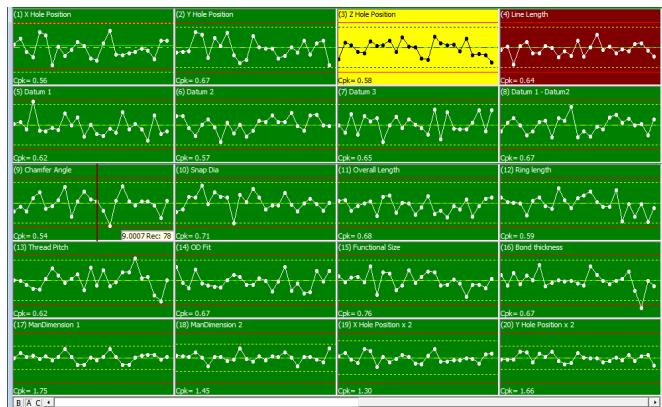 (1) X Hole Position
(2) Y Hole Position
(3) Z Hole Position
(4) Line Length
Cpk= 0.56
Cpk= 0.67
Cpk= 0.58
Cpk= 0.64
(5) Datum 1
(6) Datum 2
(7) Datum 3
(8) Datum 1 - Datum2
Cpk= 0.62
Cpk= 0.57
Cpk= 0.65
Cpk= 0.67
(9) Chamfer Angle
(10) Snap Dia
(11) Overall Length
(12) Ring length
Cpk= 0.54
9.0007 Rec: 78
Cpk= 0.71
Cpk= 0.68
Cpk= 0.59
(13) Thread Pitch
(14) OD Fit
(15) Functional Size
(16) Bond thickness
Cpk= 0.62
Cpk= 0.67
Cpk= 0.76
Cpk= 0.67
(17) ManDimension 1
(18) ManDimension 2
(19) X Hole Position x 2
(20) Y Hole Position x 2
Cpk= 1.75
Cpk= 1.45
Cpk= 1.30
Cpk= 1.66
B A C